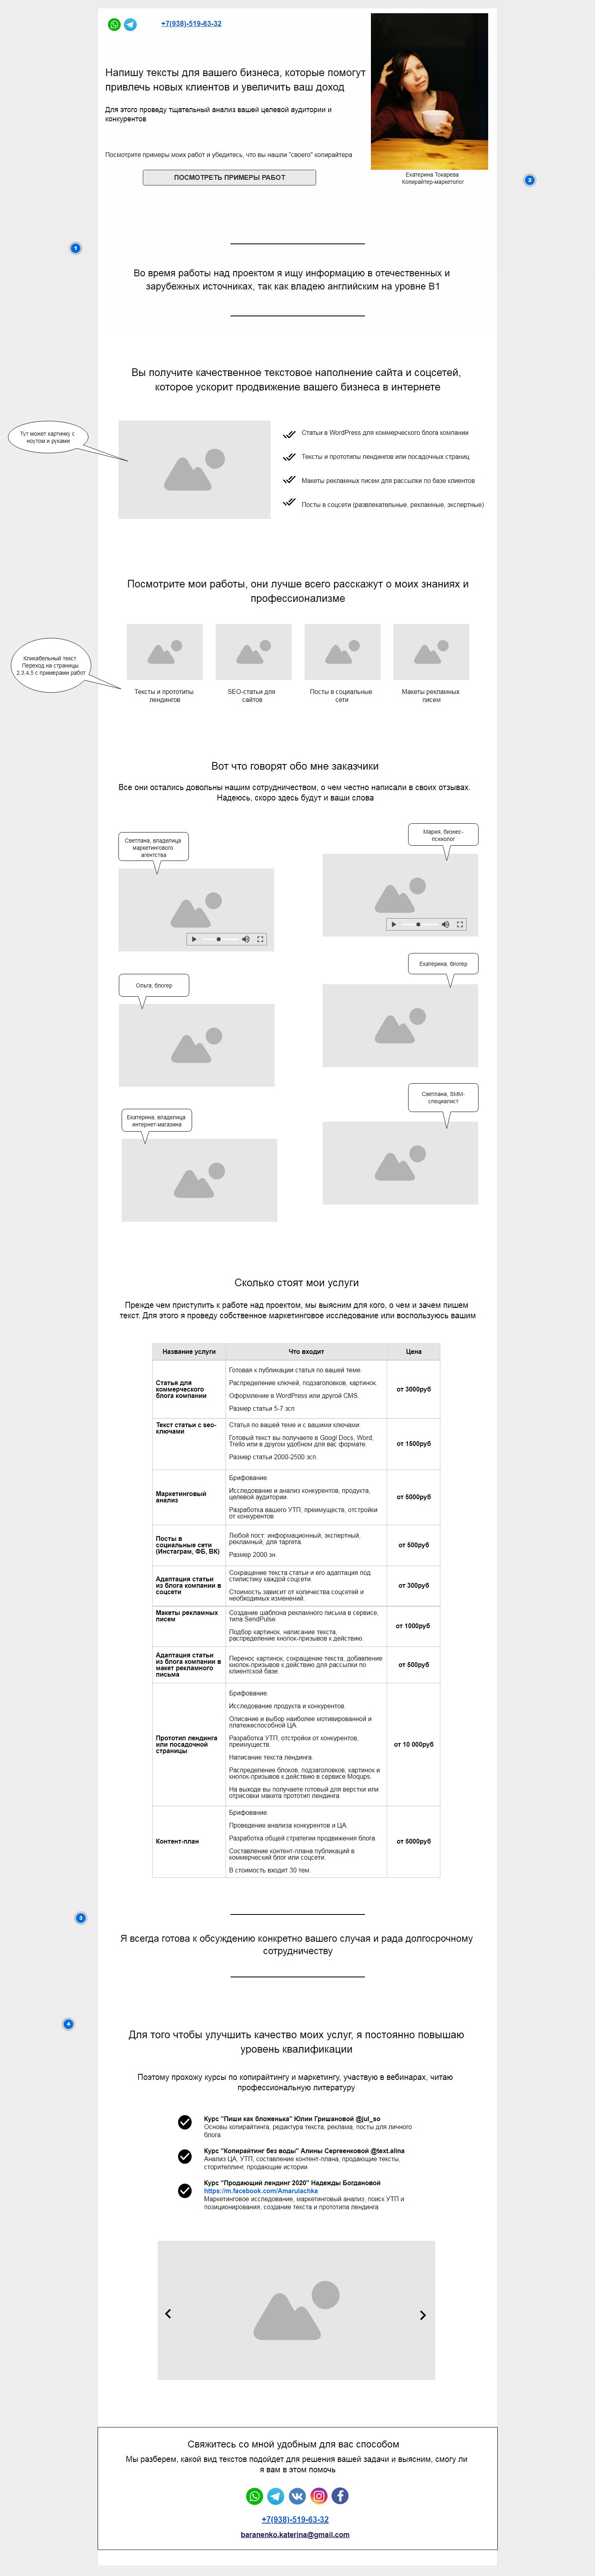 +7(938)-519-63-32
Напишу тексты для вашего бизнеса, которые помогут
привлечь новых клиентов и увеличить ваш доход
Для этого проведу тщательный анализ вашей целевой аудитории и
конкурентов
Посмотрите примеры моих работ и убедитесь, что вы нашли "своего" копирайтера
ПОСМОТРЕТЬ ПРИМЕРЫ РАБОТ
Екатерина Токарева
Копирайтер-маркетолог
2
1
Во время работы над проектом я ищу информацию в отечественных и
зарубежных источниках, так как владею английским на уровне B1
Вы получите качественное текстовое наполнение сайта и соцсетей,
которое ускорит продвижение вашего бизнеса в интернете
Тут может картинку с
ноутом и руками
Статьи в WordPress для коммерческого блога компании
Тексты и прототипы лендингов или посадочных страниц
Макеты рекламных писем для рассылки по базе клиентов
Посты в соцсети (развлекательные, рекламные, экспертные)
Посмотрите мои работы, они лучше всего расскажут о моих знаниях и
профессионализме
Кликабельный текст.
Переход на страницы
2,3,4,5 с примерами работ
Тексты и прототипы
лендингов
SEO-статьи для
сайтов
Посты в социальные
сети
Макеты рекламных
писем
Вот что говорят обо мне заказчики
Все они остались довольны нашим сотрудничеством, о чем честно написали в своих отзывах.
Надеюсь, скоро здесь будут и ваши слова
Светлана, владелица
маркетингового
агентства
Мария, бизнес-
психолог
Ольга, блогер
Екатерина, блогер
Екатерина, владелица
интернет-магазина
Светлана, SMM-
специалист
Сколько стоят мои услуги
Прежде чем приступить к работе над проектом, мы выясним для кого, о чем и зачем пишем
текст. Для этого я проведу собственное маркетинговое исследование или воспользуюсь вашим
Название услуги
Что входит
Цена
Статья для
коммерческого
блога компании
Готовая к публикации статья по вашей теме.
Распределение ключей, подзаголовков, картинок.
Оформление в WordPress или другой CMS.
Размер статьи 5-7 зсп
от 3000руб
Текст статьи с seo-
ключами
Статья по вашей теме и с вашими ключами.
Готовый текст вы получаете в Googl Docs, Word,
Trello или в другом удобном для вас формате.
Размер статьи 2000-2500 зсп.
от 1500руб
Маркетинговый
анализ
Брифование.
Исследование и анализ конкурентов, продукта,
целевой аудитории.
Разработка вашего УТП, преимуществ, отстройки
от конкурентов
от 5000руб
Посты в
социальные сети
(Инстаграм, ФБ, ВК)
Любой пост: информационный, экспертный,
рекламный, для таргета.
Размер 2000 зн.
от 500руб
Адаптация статьи
из блога компании в
соцсети
Сокращение текста статьи и его адаптация под
стилистику каждой соцсети.
Стоимость зависит от количества соцсетей и
необходимых изменений.
от 300руб
Макеты рекламных
писем
Создание шаблона рекламного письма в сервисе,
типа SendPulse.
Подбор картинок, написание текста,
распределение кнопок-призывов к действию.
от 1000руб
Адаптация статьи
из блога компании в
макет рекламного
письма
Перенос картинок, сокращение текста, добавление
кнопок-призывов к действию для рассылки по
клиентской базе.
от 500руб
Прототип лендинга
или посадочной
страницы
Брифование.
Исследование продукта и конкурентов.
Описание и выбор наиболее мотивированной и
платежеспособной ЦА.
Разработка УТП, отстройки от конкурентов,
преимуществ.
Написание текста лендинга.
Распределение блоков, подзаголовков, картинок и
кнопок-призывов к действию в сервисе Moqups.
На выходе вы получаете готовый для верстки или
отрисовки макета прототип лендинга.
от 10 000руб
Контент-план
Брифование.
Проведение анализа конкурентов и ЦА.
Разработка общей стратегии продвижения блога.
Составление контент-плана публикаций в
коммерческий блог или соцсети.
В стоимость входит 30 тем.
от 5000руб
3
Я всегда готова к обсуждению конкретно вашего случая и рада долгосрочному
сотрудничеству
4
Для того чтобы улучшить качество моих услуг, я постоянно повышаю
уровень квалификации
Поэтому прохожу курсы по копирайтингу и маркетингу, участвую в вебинарах, читаю
профессиональную литературу
Курс "Пиши как бложенька" Юлии Гришановой @jul_so
Основы копирайтинга, редактура текста, реклама, посты для личного
блога.
Курс "Копирайтинг без воды" Алины Сергеенковой @text.alina
Анализ ЦА, УТП, составление контент-плана, продающие тексты,
сторителлинг, продающие истории.
Курс "Продающий лендинг 2020" Надежды Богдановой
https://m.facebook.com/Amarulachka
Маркетинговое исследование, маркетинговый анализ, поиск УТП и
позиционирования, создание текста и прототипа лендинга
Свяжитесь со мной удобным для вас способом
Мы разберем, какой вид текстов подойдет для решения вашей задачи и выясним, смогу ли
я вам в этом помочь
+7(938)-519-63-32
baranenko.katerina@gmail.com